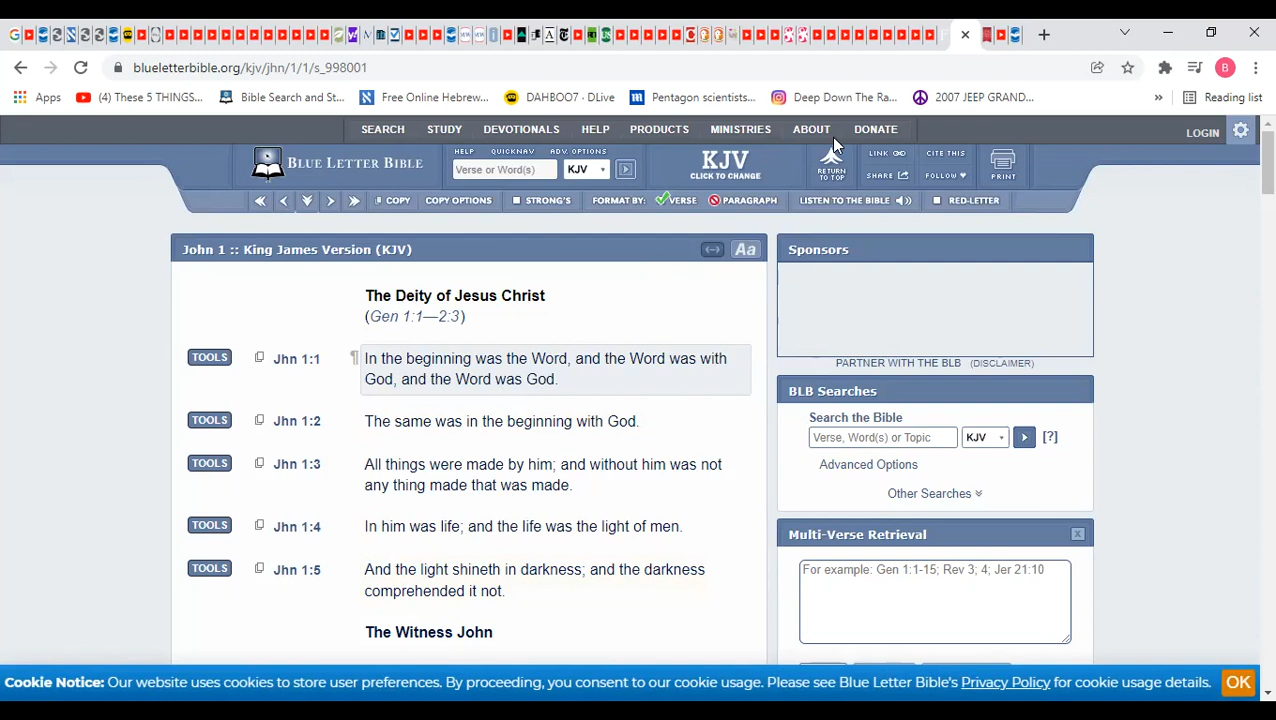 blueletterbible.org/kjv/jhn/1/1/s_998001
Apps (4) These 5 THINGS... Bible Search and St... Free Online Hebrew... DAHBOO7 - DLive Pentagon scientists... Deep Down The Ra... 2007 JEEP GRAND... » Reading list
SEARCH STUDY DEVOTIONALS HELP PRODUCTS MINISTRIES ABOUT DONATE LOGIN
BLUE LETTER BIBLE
HELP QUICKNAV ADV. OPTIONS
Verse or Word(s) KJV
KJV
CLICK TO CHANGE
RETURN
TO TOP
LINK CITE THIS
SHARE FOLLOW
PRINT
COPY COPY OPTIONS STRONG'S FORMAT BY: VERSE PARAGRAPH LISTEN TO THE BIBLE RED-LETTER
John 1 :: King James Version (KJV) Aa
The Deity of Jesus Christ
(Gen 1:1—2:3)
TOOLS Jhn 1:1 ¶ In the beginning was the Word, and the Word was with
God, and the Word was God.
TOOLS Jhn 1:2 The same was in the beginning with God.
TOOLS Jhn 1:3 All things were made by him; and without him was not
any thing made that was made.
TOOLS Jhn 1:4 In him was life; and the life was the light of men.
TOOLS Jhn 1:5 And the light shineth in darkness; and the darkness
comprehended it not.
The Witness John
Sponsors
PARTNER WITH THE BLB (DISCLAIMER)
BLB Searches
Search the Bible
Verse, Word(s) or Topic KJV [?]
Advanced Options
Other Searches
Multi-Verse Retrieval x
For example: Gen 1:1-15; Rev 3; 4; Jer 21:10
Cookie Notice: Our website uses cookies to store user preferences. By proceeding, you consent to our cookie usage. Please see Blue Letter Bible's Privacy Policy for cookie usage details. OK